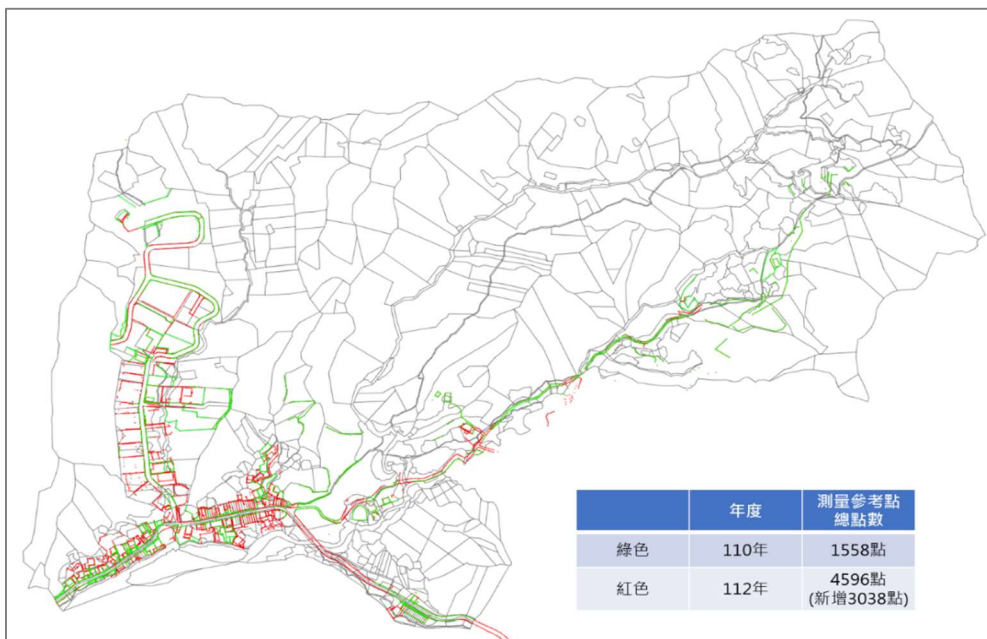 年度 測量參考點
總點數
綠色 110年 1558點
紅色 112年 4596點
(新增3038點)